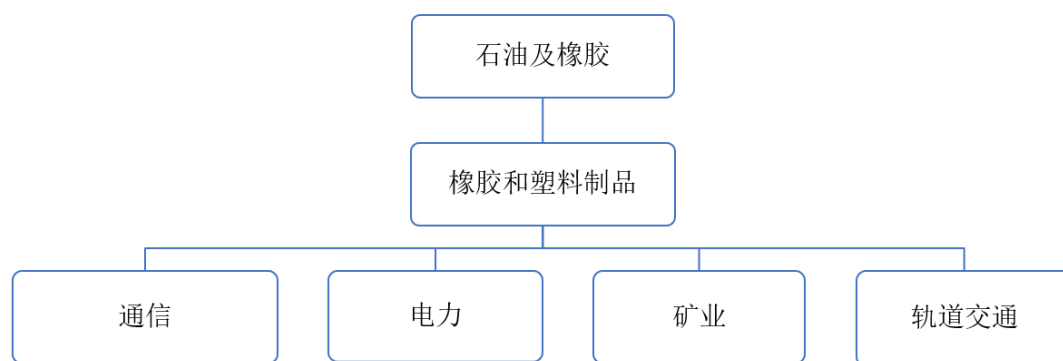 石油及橡胶
橡胶和塑料制品
通信
电力
矿业
轨道交通